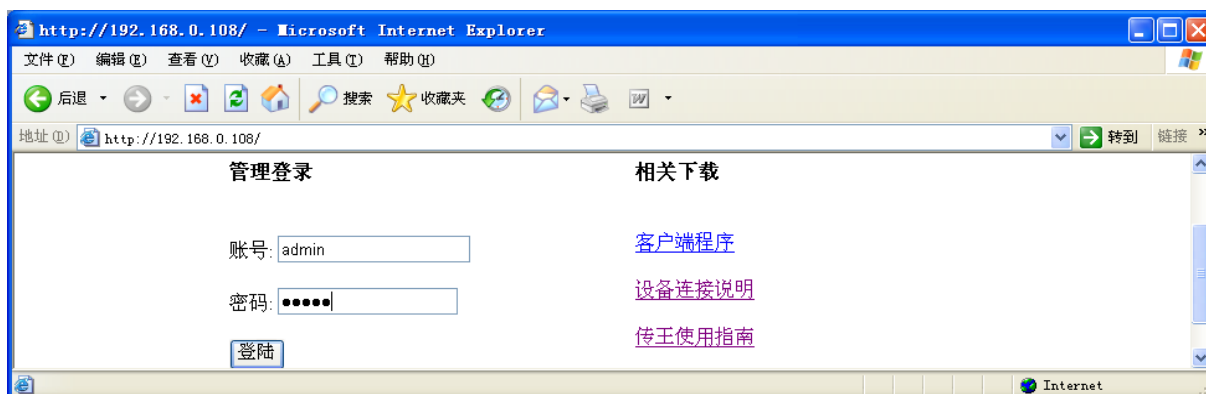 http://192.168.0.108/ - Microsoft Internet Explorer
文件(F) 编辑(E) 查看(V) 收藏(A) 工具(T) 帮助(H)
后退 搜索 收藏夹
地址(D) http://192.168.0.108/ 转到 链接 »
管理登录 相关下载
账号: admin 客户端程序
密码: ●●●●● 设备连接说明
登陆 传王使用指南
Internet